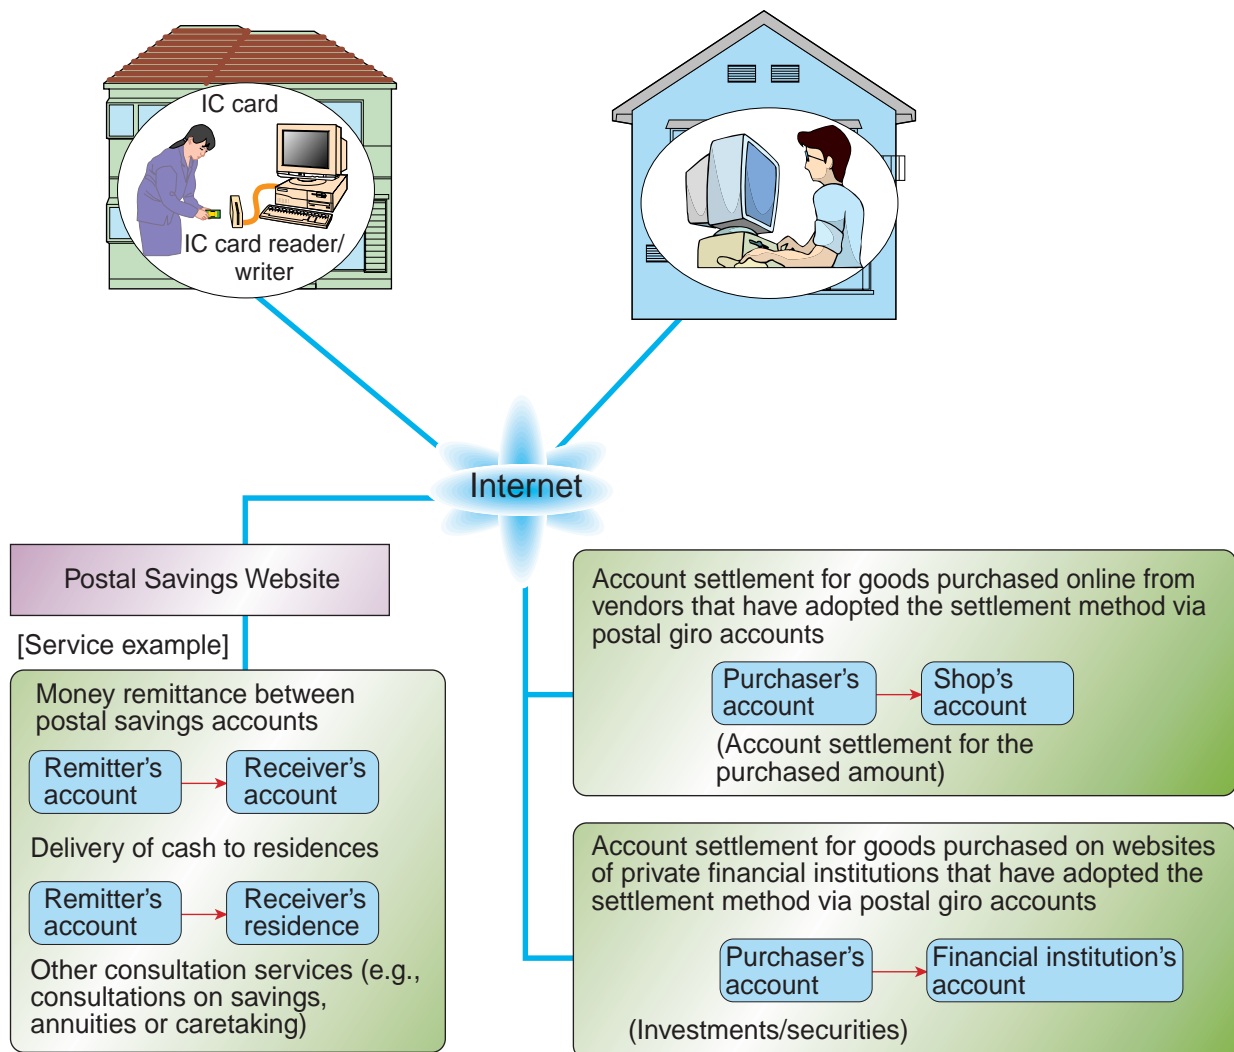 IC card
IC card reader/
writer
Internet
Postal Savings Website
[Service example]
Money remittance between
postal savings accounts
Remitter's
account
Receiver's
account
Delivery of cash to residences
Remitter's
account
Receiver's
residence
Other consultation services (e.g.,
consultations on savings,
annuities or caretaking)
Account settlement for goods purchased online from
vendors that have adopted the settlement method via
postal giro accounts
Purchaser's
account
Shop's
account
(Account settlement for the
purchased amount)
Account settlement for goods purchased on websites
of private financial institutions that have adopted the
settlement method via postal giro accounts
Purchaser's
account
Financial institution's
account
(Investments/securities)